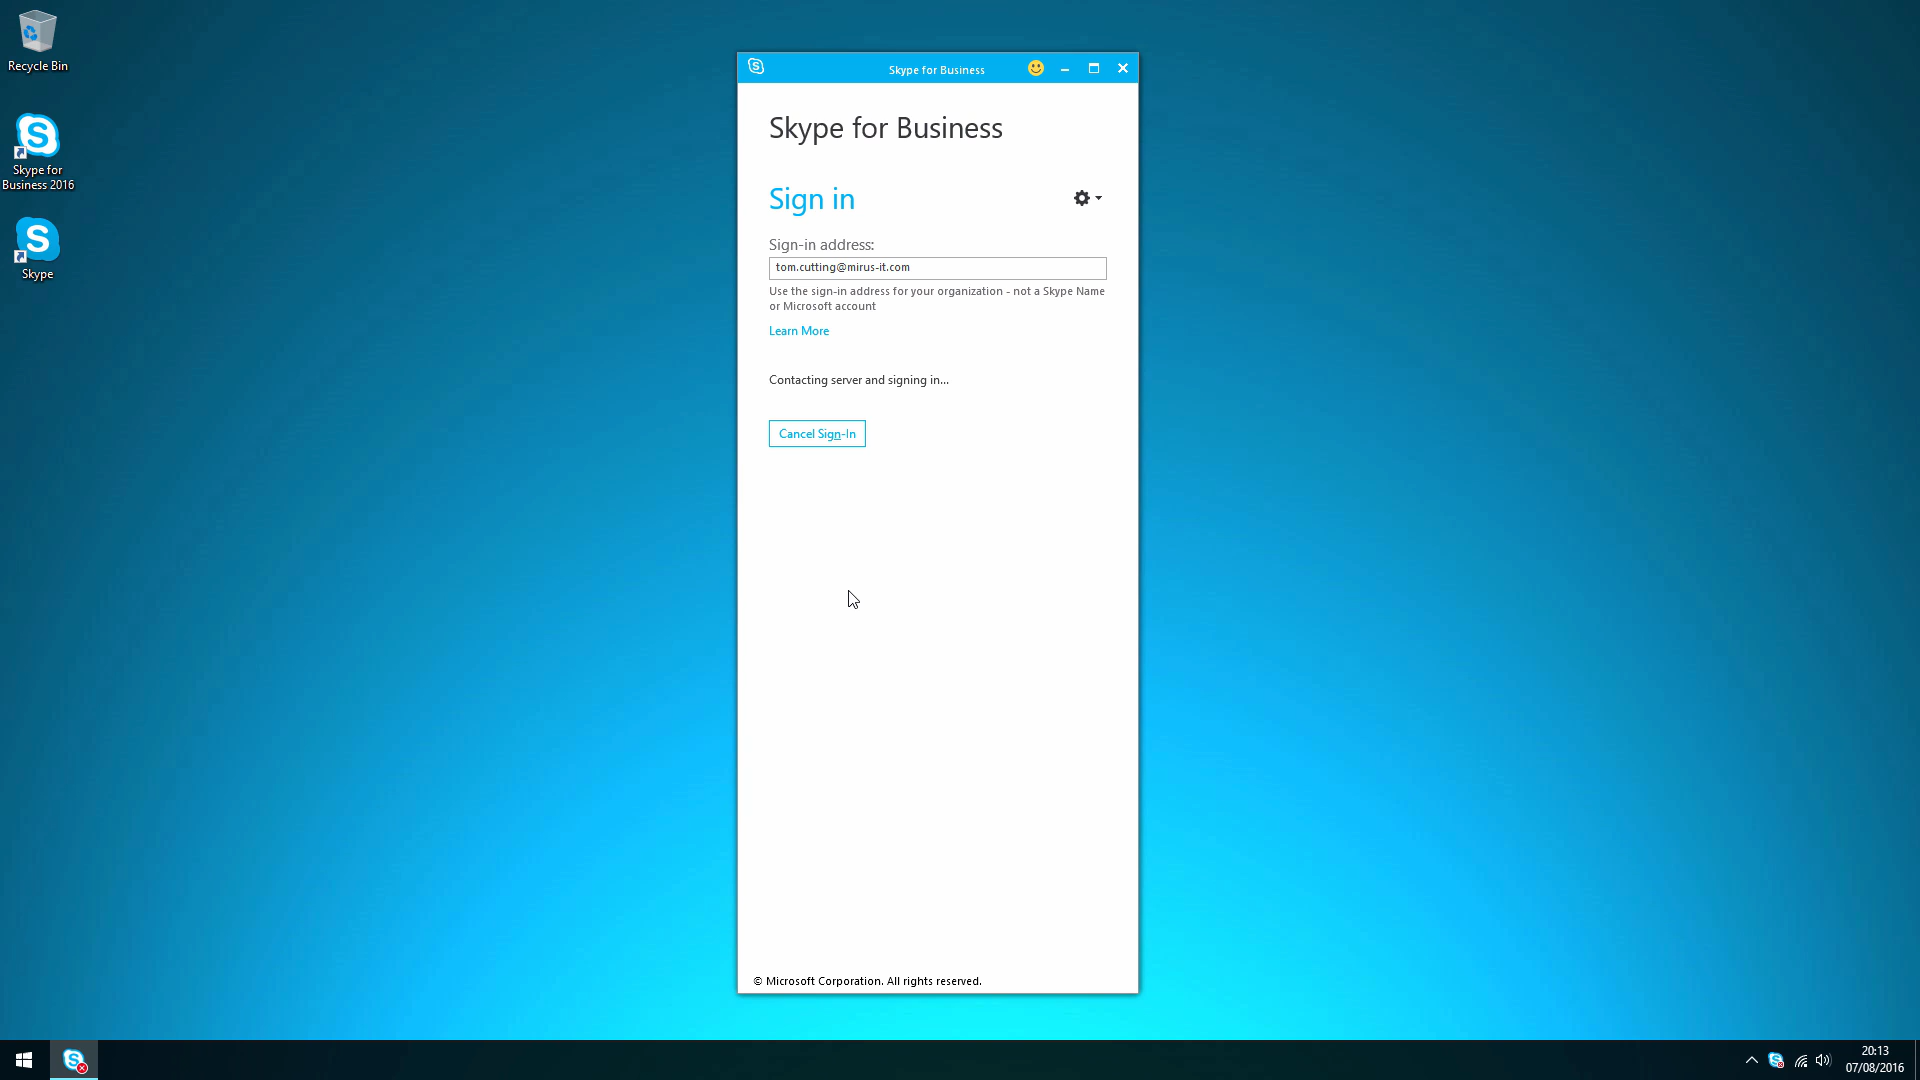 Recycle Bin
Skype for
Business 2016
Skype
Skype for Business
Skype for Business
Sign in
Sign-in address:
tom.cutting@mirus-it.com
Use the sign-in address for your organization - not a Skype Name
or Microsoft account
Learn More
Contacting server and signing in...
Cancel Sign-In
© Microsoft Corporation. All rights reserved.
20:13
07/08/2016